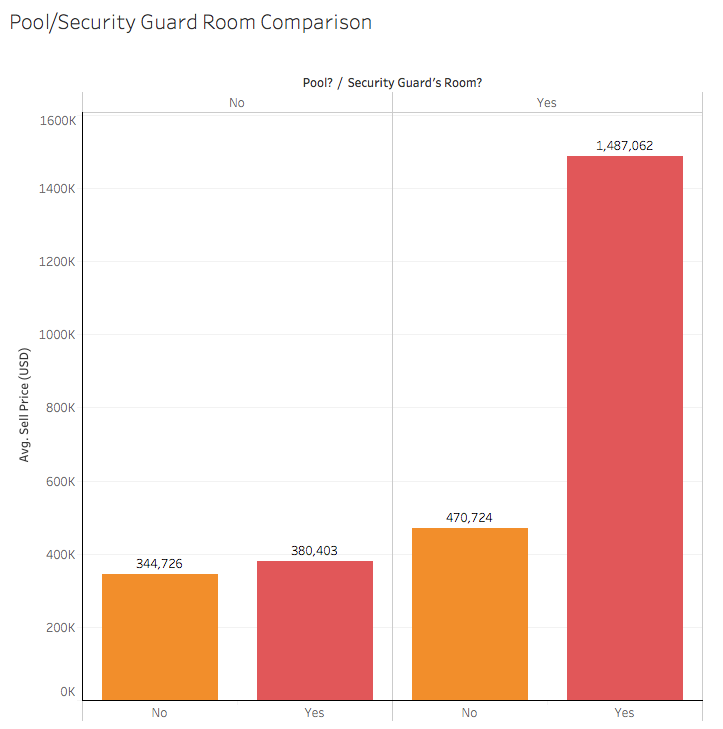 Pool/Security Guard Room Comparison
Pool? / Security Guard's Room?
No Yes
1600K
1,487,062
1400K
1200K
1000K
800K
600K
470,724
400K
380,403
344,726
200K
0K
Avg. Sell Price (USD)
No Yes No Yes